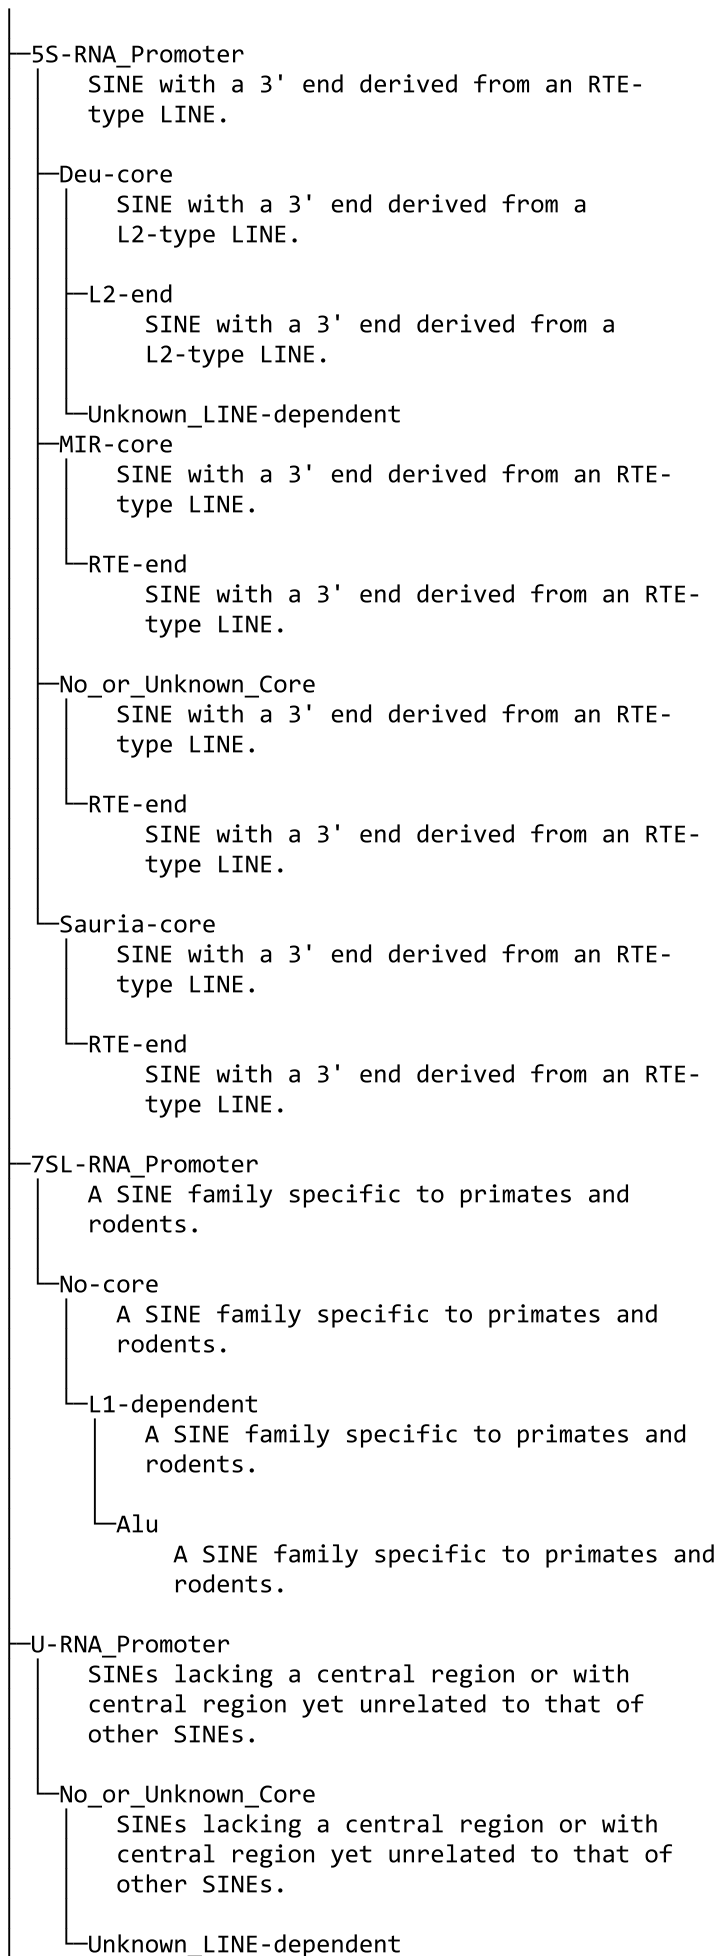 5S-RNA_Promoter
SINE with a 3' end derived from an RTE-
type LINE.
Deu-core
SINE with a 3' end derived from a
L2-type LINE.
L2-end
SINE with a 3' end derived from a
L2-type LINE.
Unknown_LINE-dependent
MIR-core
SINE with a 3' end derived from an RTE-
type LINE.
RTE-end
SINE with a 3' end derived from an RTE-
type LINE.
No_or_Unknown_Core
SINE with a 3' end derived from an RTE-
type LINE.
RTE-end
SINE with a 3' end derived from an RTE-
type LINE.
Sauria-core
SINE with a 3' end derived from an RTE-
type LINE.
RTE-end
SINE with a 3' end derived from an RTE-
type LINE.
7SL-RNA_Promoter
A SINE family specific to primates and
rodents.
No-core
A SINE family specific to primates and
rodents.
L1-dependent
A SINE family specific to primates and
rodents.
Alu
A SINE family specific to primates and
rodents.
U-RNA_Promoter
SINEs lacking a central region or with
central region yet unrelated to that of
other SINEs.
No_or_Unknown_Core
SINEs lacking a central region or with
central region yet unrelated to that of
other SINEs.
Unknown_LINE-dependent